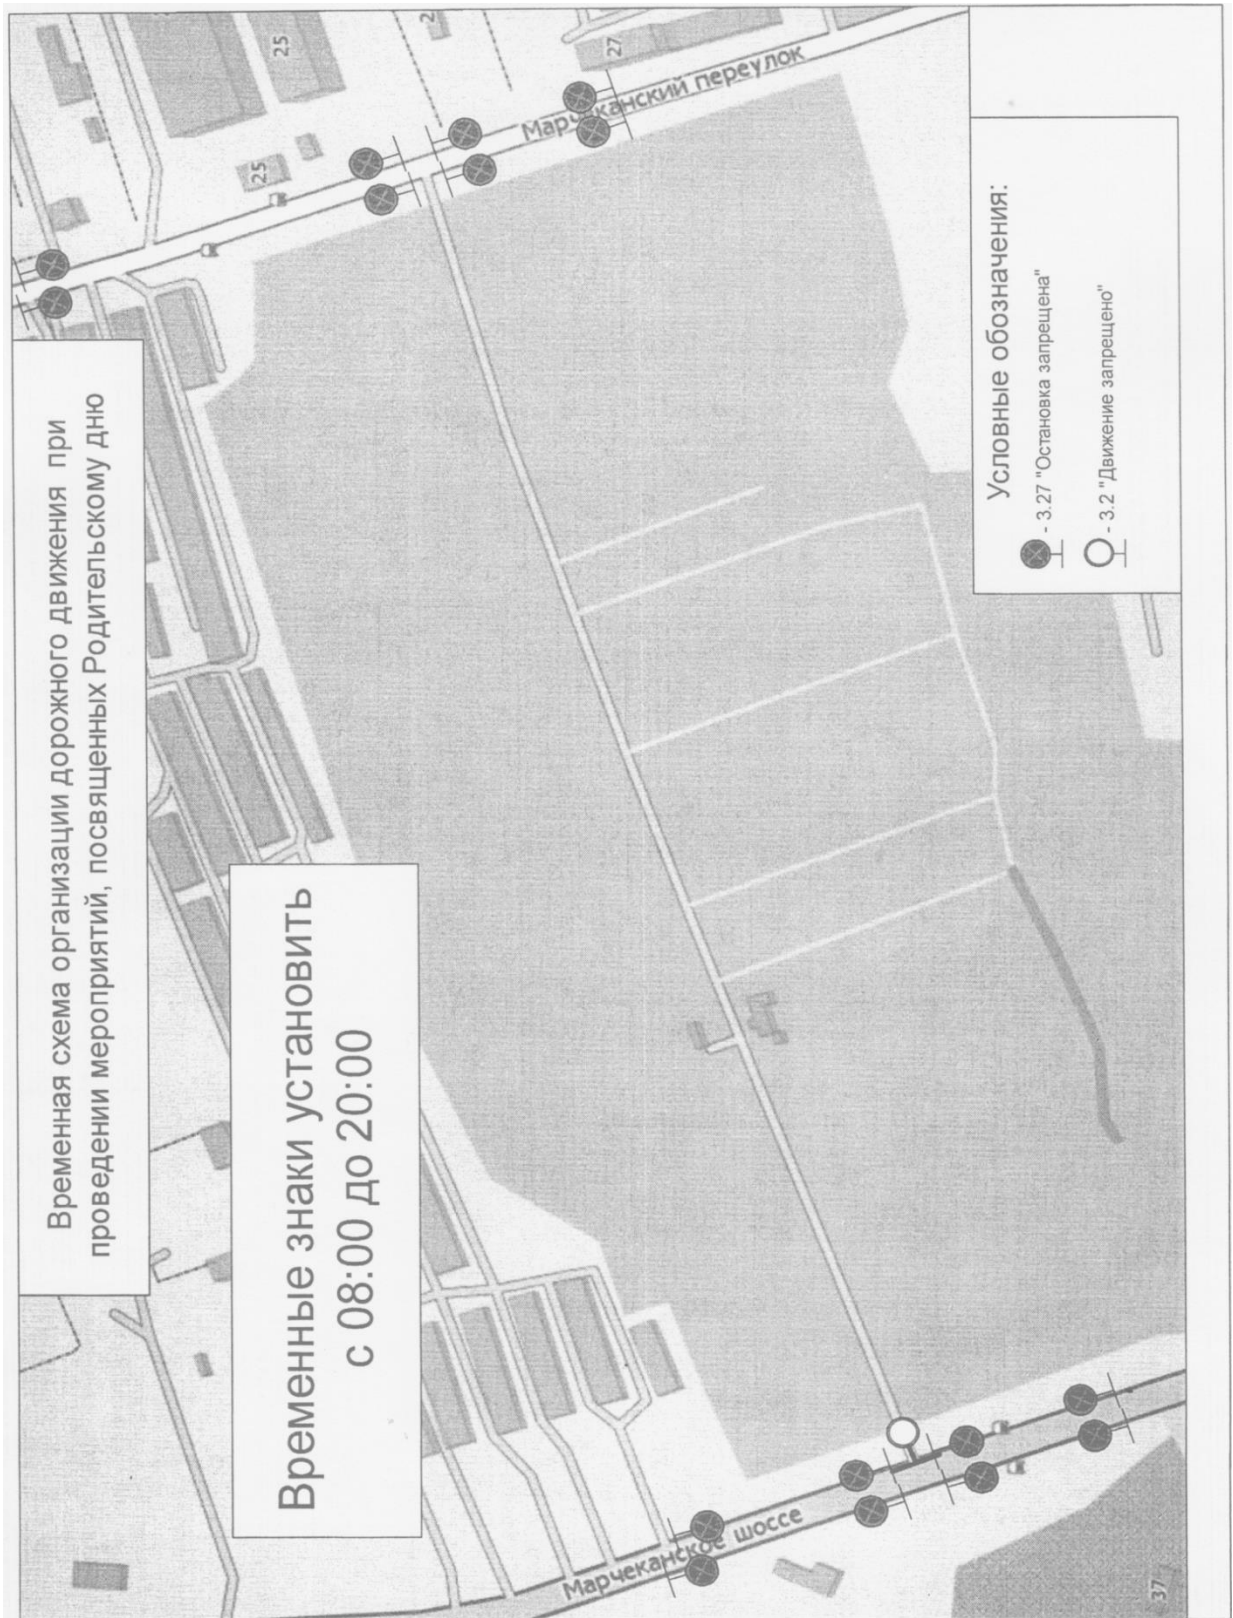 Временная схема организации дорожного движения при
проведении мероприятий, посвященных Родительскому дню
Временные знаки установить
с 08:00 до 20:00
Марчеканское шоссе
Марчеканский переулок
25
25
2
27
37
Условные обозначения:
- 3.27 "Остановка запрещена"
- 3.2 "Движение запрещено"